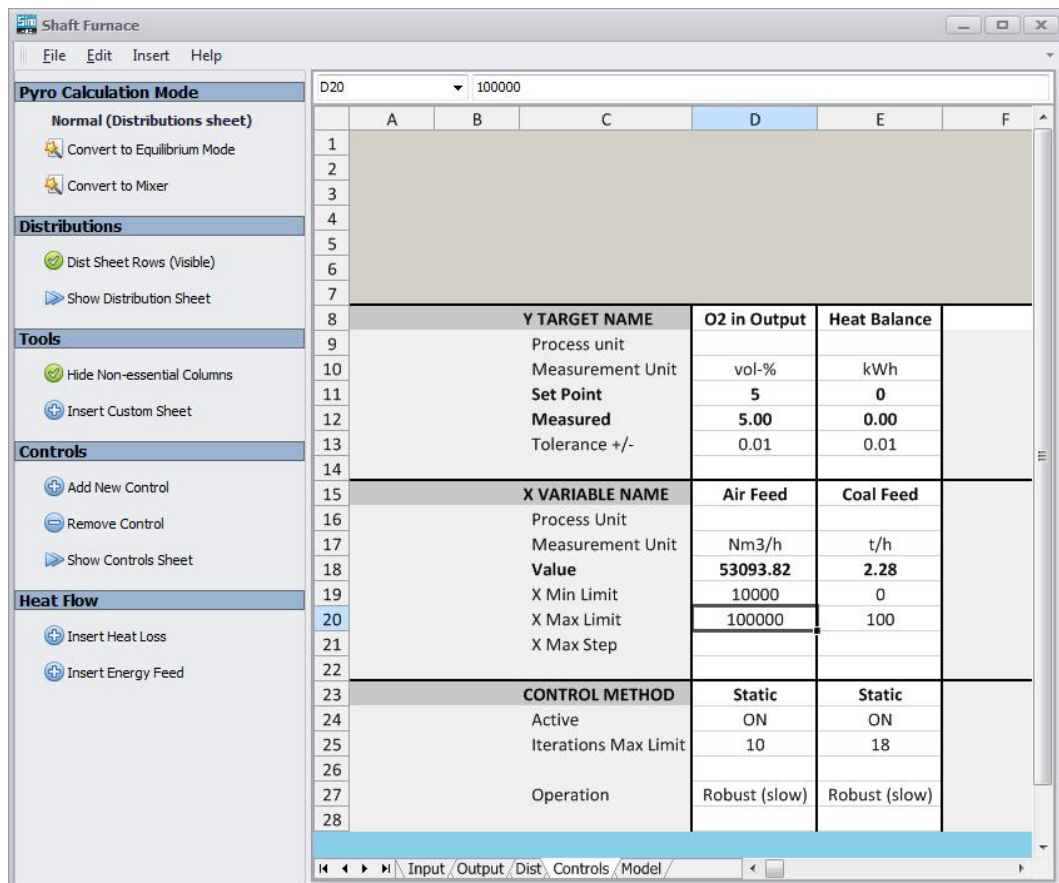 Shaft Furnace
File Edit Insert Help
Pyro Calculation Mode
Normal (Distributions sheet)
Convert to Equilibrium Mode
Convert to Mixer
Distributions
Dist Sheet Rows (Visible)
Show Distribution Sheet
Tools
Hide Non-essential Columns
Insert Custom Sheet
Controls
Add New Control
Remove Control
Show Controls Sheet
Heat Flow
Insert Heat Loss
Insert Energy Feed
D20 100000
A B C D E F
1
2
3
4
5
6
7
8 Y TARGET NAME O2 in Output Heat Balance
9 Process unit
10 Measurement Unit vol-% kWh
11 Set Point 5 0
12 Measured 5.00 0.00
13 Tolerance +/- 0.01 0.01
14
15 X VARIABLE NAME Air Feed Coal Feed
16 Process Unit
17 Measurement Unit Nm3/h t/h
18 Value 53093.82 2.28
19 X Min Limit 10000 0
20 X Max Limit 100000 100
21 X Max Step
22
23 CONTROL METHOD Static Static
24 Active ON ON
25 Iterations Max Limit 10 18
26
27 Operation Robust (slow) Robust (slow)
28
Input Output Dist Controls Model